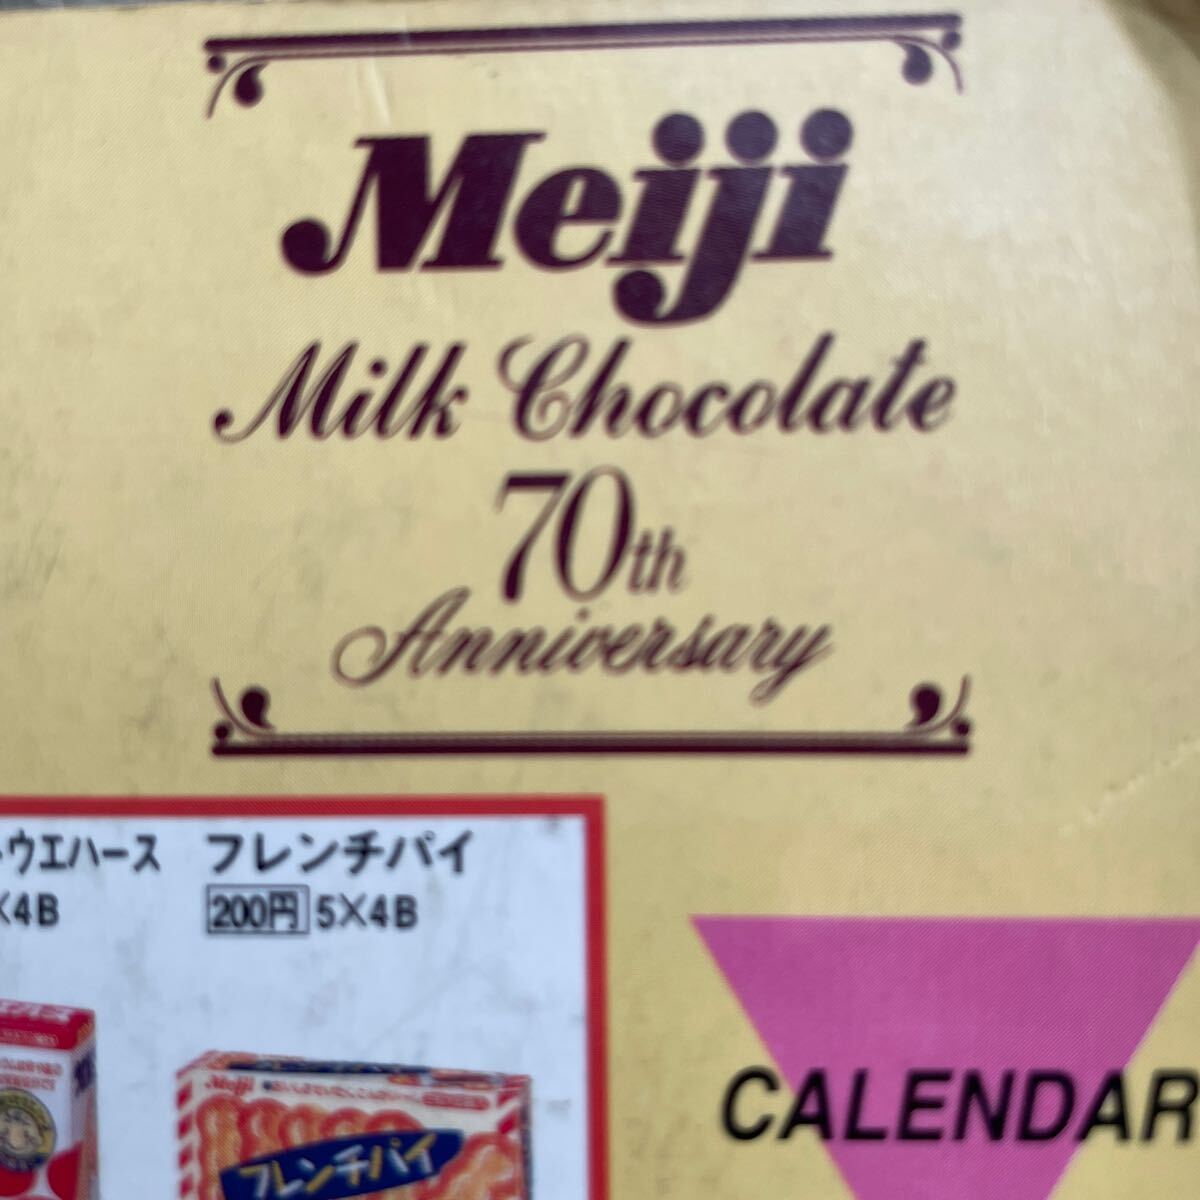 Meiji
Milk Chocolate
70th
Anniversary
ウエハース フレンチパイ
×4B 200円 5×4B
CALENDAR
Meiji
フレンチパイ